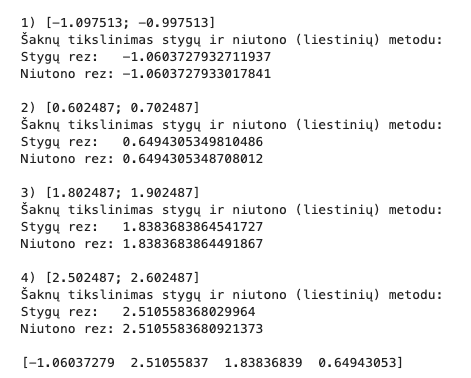 1) [-1.097513; -0.997513]
Šaknų tikslinimas stygų ir niutono (liestinių) metodu:
Stygų rez:   -1.0603727932711937
Niutono rez: -1.0603727933017841
2) [0.602487; 0.702487]
Šaknų tikslinimas stygų ir niutono (liestinių) metodu:
Stygų rez:   0.6494305349810486
Niutono rez: 0.6494305348708012
3) [1.802487; 1.902487]
Šaknų tikslinimas stygų ir niutono (liestinių) metodu:
Stygų rez:   1.8383683864541727
Niutono rez: 1.8383683864491867
4) [2.502487; 2.602487]
Šaknų tikslinimas stygų ir niutono (liestinių) metodu:
Stygų rez:   2.510558368029964
Niutono rez: 2.5105583680921373
[-1.06037279  2.51055837  1.83836839  0.64943053]